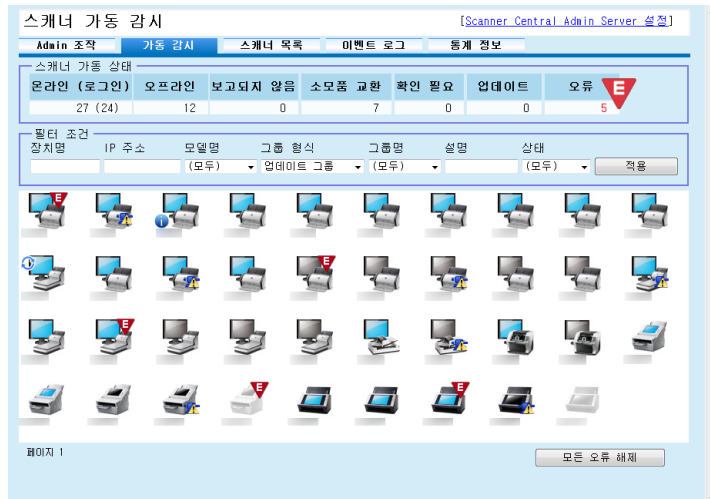 스캐너 가동 감시 [Scanner Central Admin Server 설정]
Admin 조작 가동 감시 스캐너 목록 이벤트 로그 통계 정보
스캐너 가동 상태
온라인 (로그인) 오프라인 보고되지 않음 소모품 교환 확인 필요 업데이트 오류 E
27 (24) 12 0 7 0 0 5
필터 조건
장치명 IP 주소 모델명 그룹 형식 그룹명 설명 상태
(모두) 업데이트 그룹 (모두) (모두) 적용
E
E
E
E E
페이지 1
모든 오류 해제